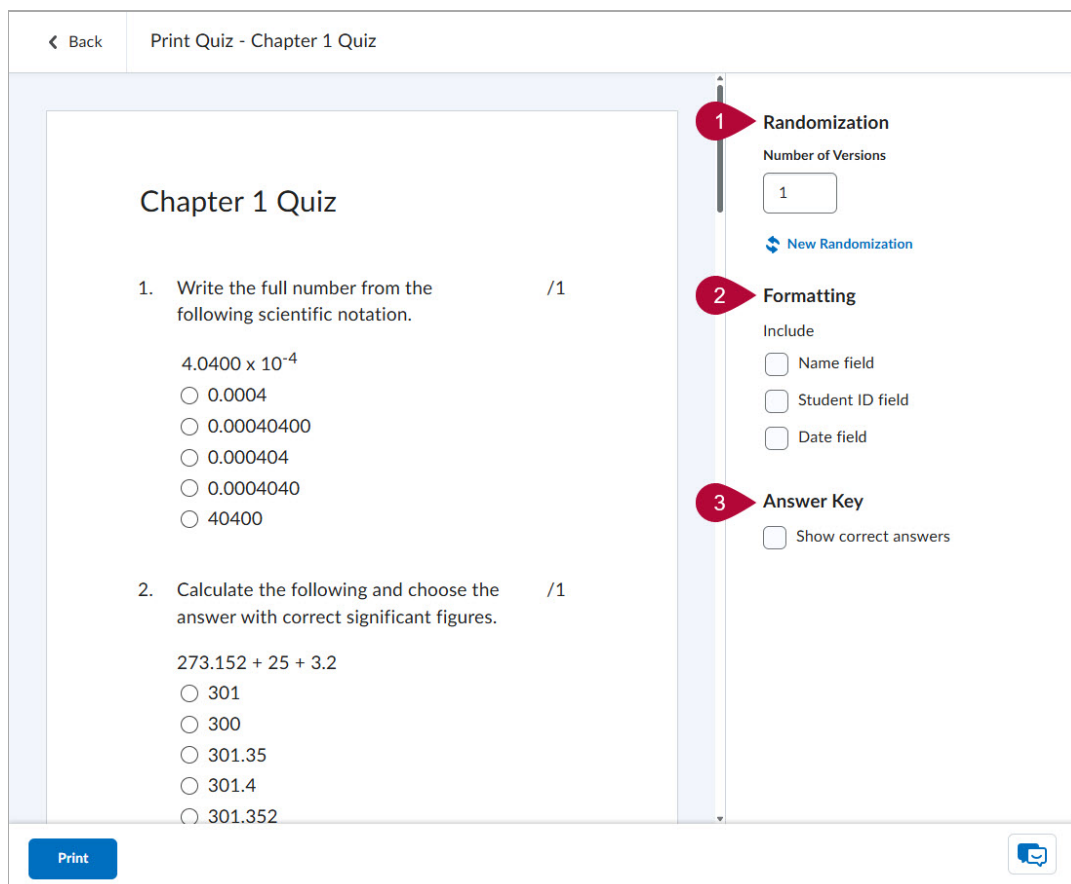 Back
Print Quiz - Chapter 1 Quiz
Chapter 1 Quiz
1. Write the full number from the /1
following scientific notation.
4.0400 x 10⁻⁴
0.0004
0.00040400
0.000404
0.0004040
40400
2. Calculate the following and choose the /1
answer with correct significant figures.
273.152 + 25 + 3.2
301
300
301.35
301.4
301.352
1 Randomization
Number of Versions
1
New Randomization
2 Formatting
Include
Name field
Student ID field
Date field
3 Answer Key
Show correct answers
Print